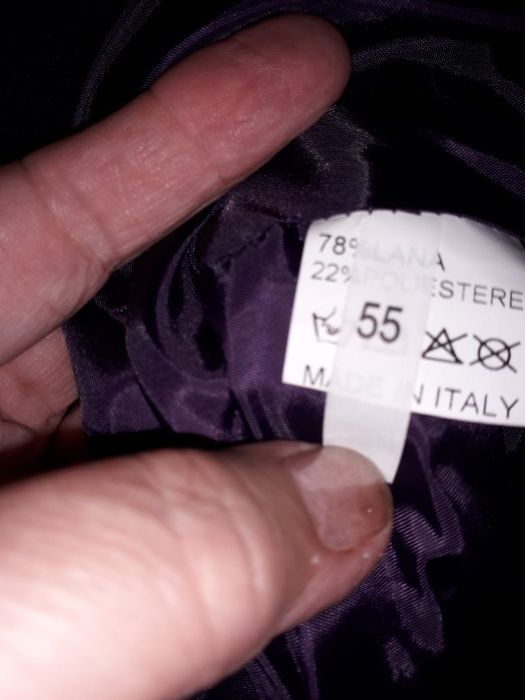 78% LANA
22% POLIESTERE
55
MADE IN ITALY